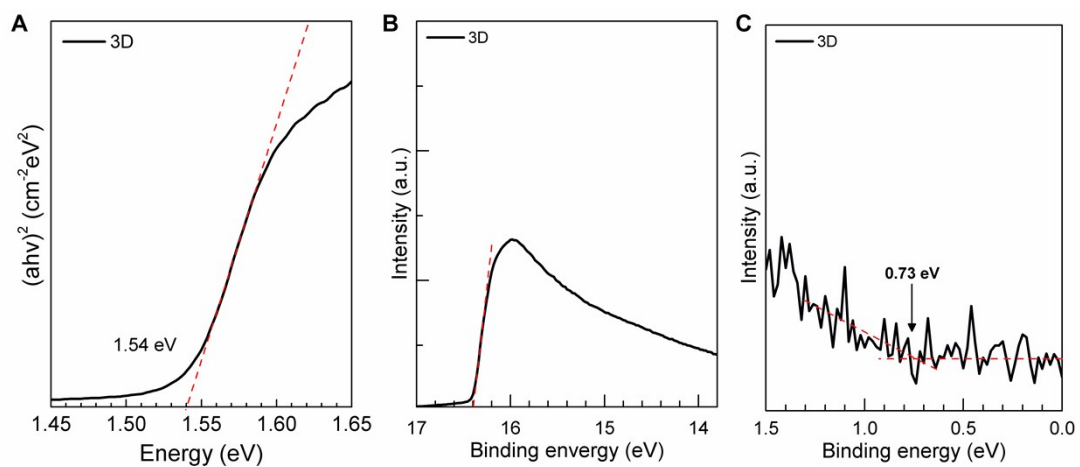 A
3D
(ahv)² (cm⁻²eV²)
1.54 eV
1.45 1.50 1.55 1.60 1.65
Energy (eV)
B
3D
Intensity (a.u.)
17 16 15 14
Binding envergy (eV)
C
3D
Intensity (a.u.)
0.73 eV
1.5 1.0 0.5 0.0
Binding energy (eV)